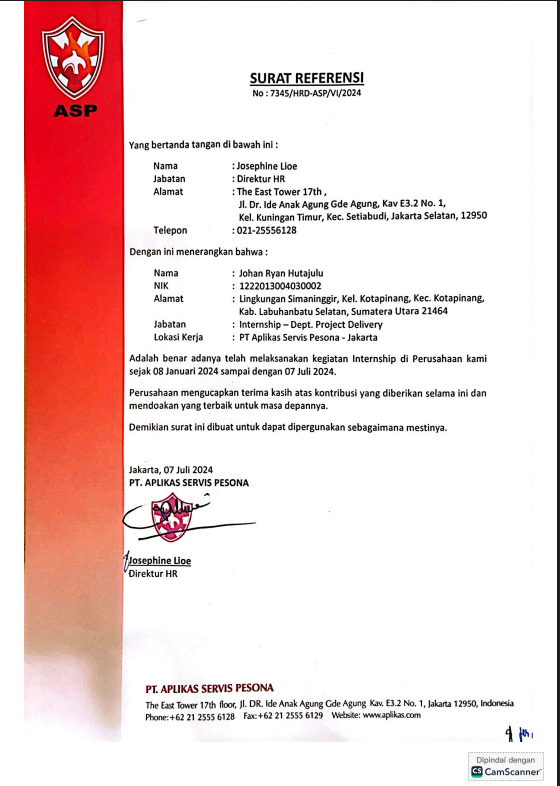 ASP
SURAT REFERENSI
No : 7345/HRD-ASP/VI/2024
Yang bertanda tangan di bawah ini :
Nama : Josephine Lioe
Jabatan : Direktur HR
Alamat : The East Tower 17th ,
Jl. Dr. Ide Anak Agung Gde Agung, Kav E3.2 No. 1,
Kel. Kuningan Timur, Kec. Setiabudi, Jakarta Selatan, 12950
Telepon : 021-25556128
Dengan ini menerangkan bahwa :
Nama : Johan Ryan Hutajulu
NIK : 1222013004030002
Alamat : Lingkungan Simaninggir, Kel. Kotapinang, Kec. Kotapinang,
Kab. Labuhanbatu Selatan, Sumatera Utara 21464
Jabatan : Internship – Dept. Project Delivery
Lokasi Kerja : PT Aplikas Servis Pesona - Jakarta
Adalah benar adanya telah melaksanakan kegiatan Internship di Perusahaan kami
sejak 08 Januari 2024 sampai dengan 07 Juli 2024.
Perusahaan mengucapkan terima kasih atas kontribusi yang diberikan selama ini dan
mendoakan yang terbaik untuk masa depannya.
Demikian surat ini dibuat untuk dapat dipergunakan sebagaimana mestinya.
Jakarta, 07 Juli 2024
PT. APLIKAS SERVIS PESONA
Josephine Lioe
Direktur HR
PT. APLIKAS SERVIS PESONA
The East Tower 17th floor, Jl. DR. Ide Anak Agung Gde Agung Kav. E3.2 No. 1, Jakarta 12950, Indonesia
Phone:+62 21 2555 6128 Fax:+62 21 2555 6129 Website: www.aplikas.com
Dipindai dengan
CS CamScanner